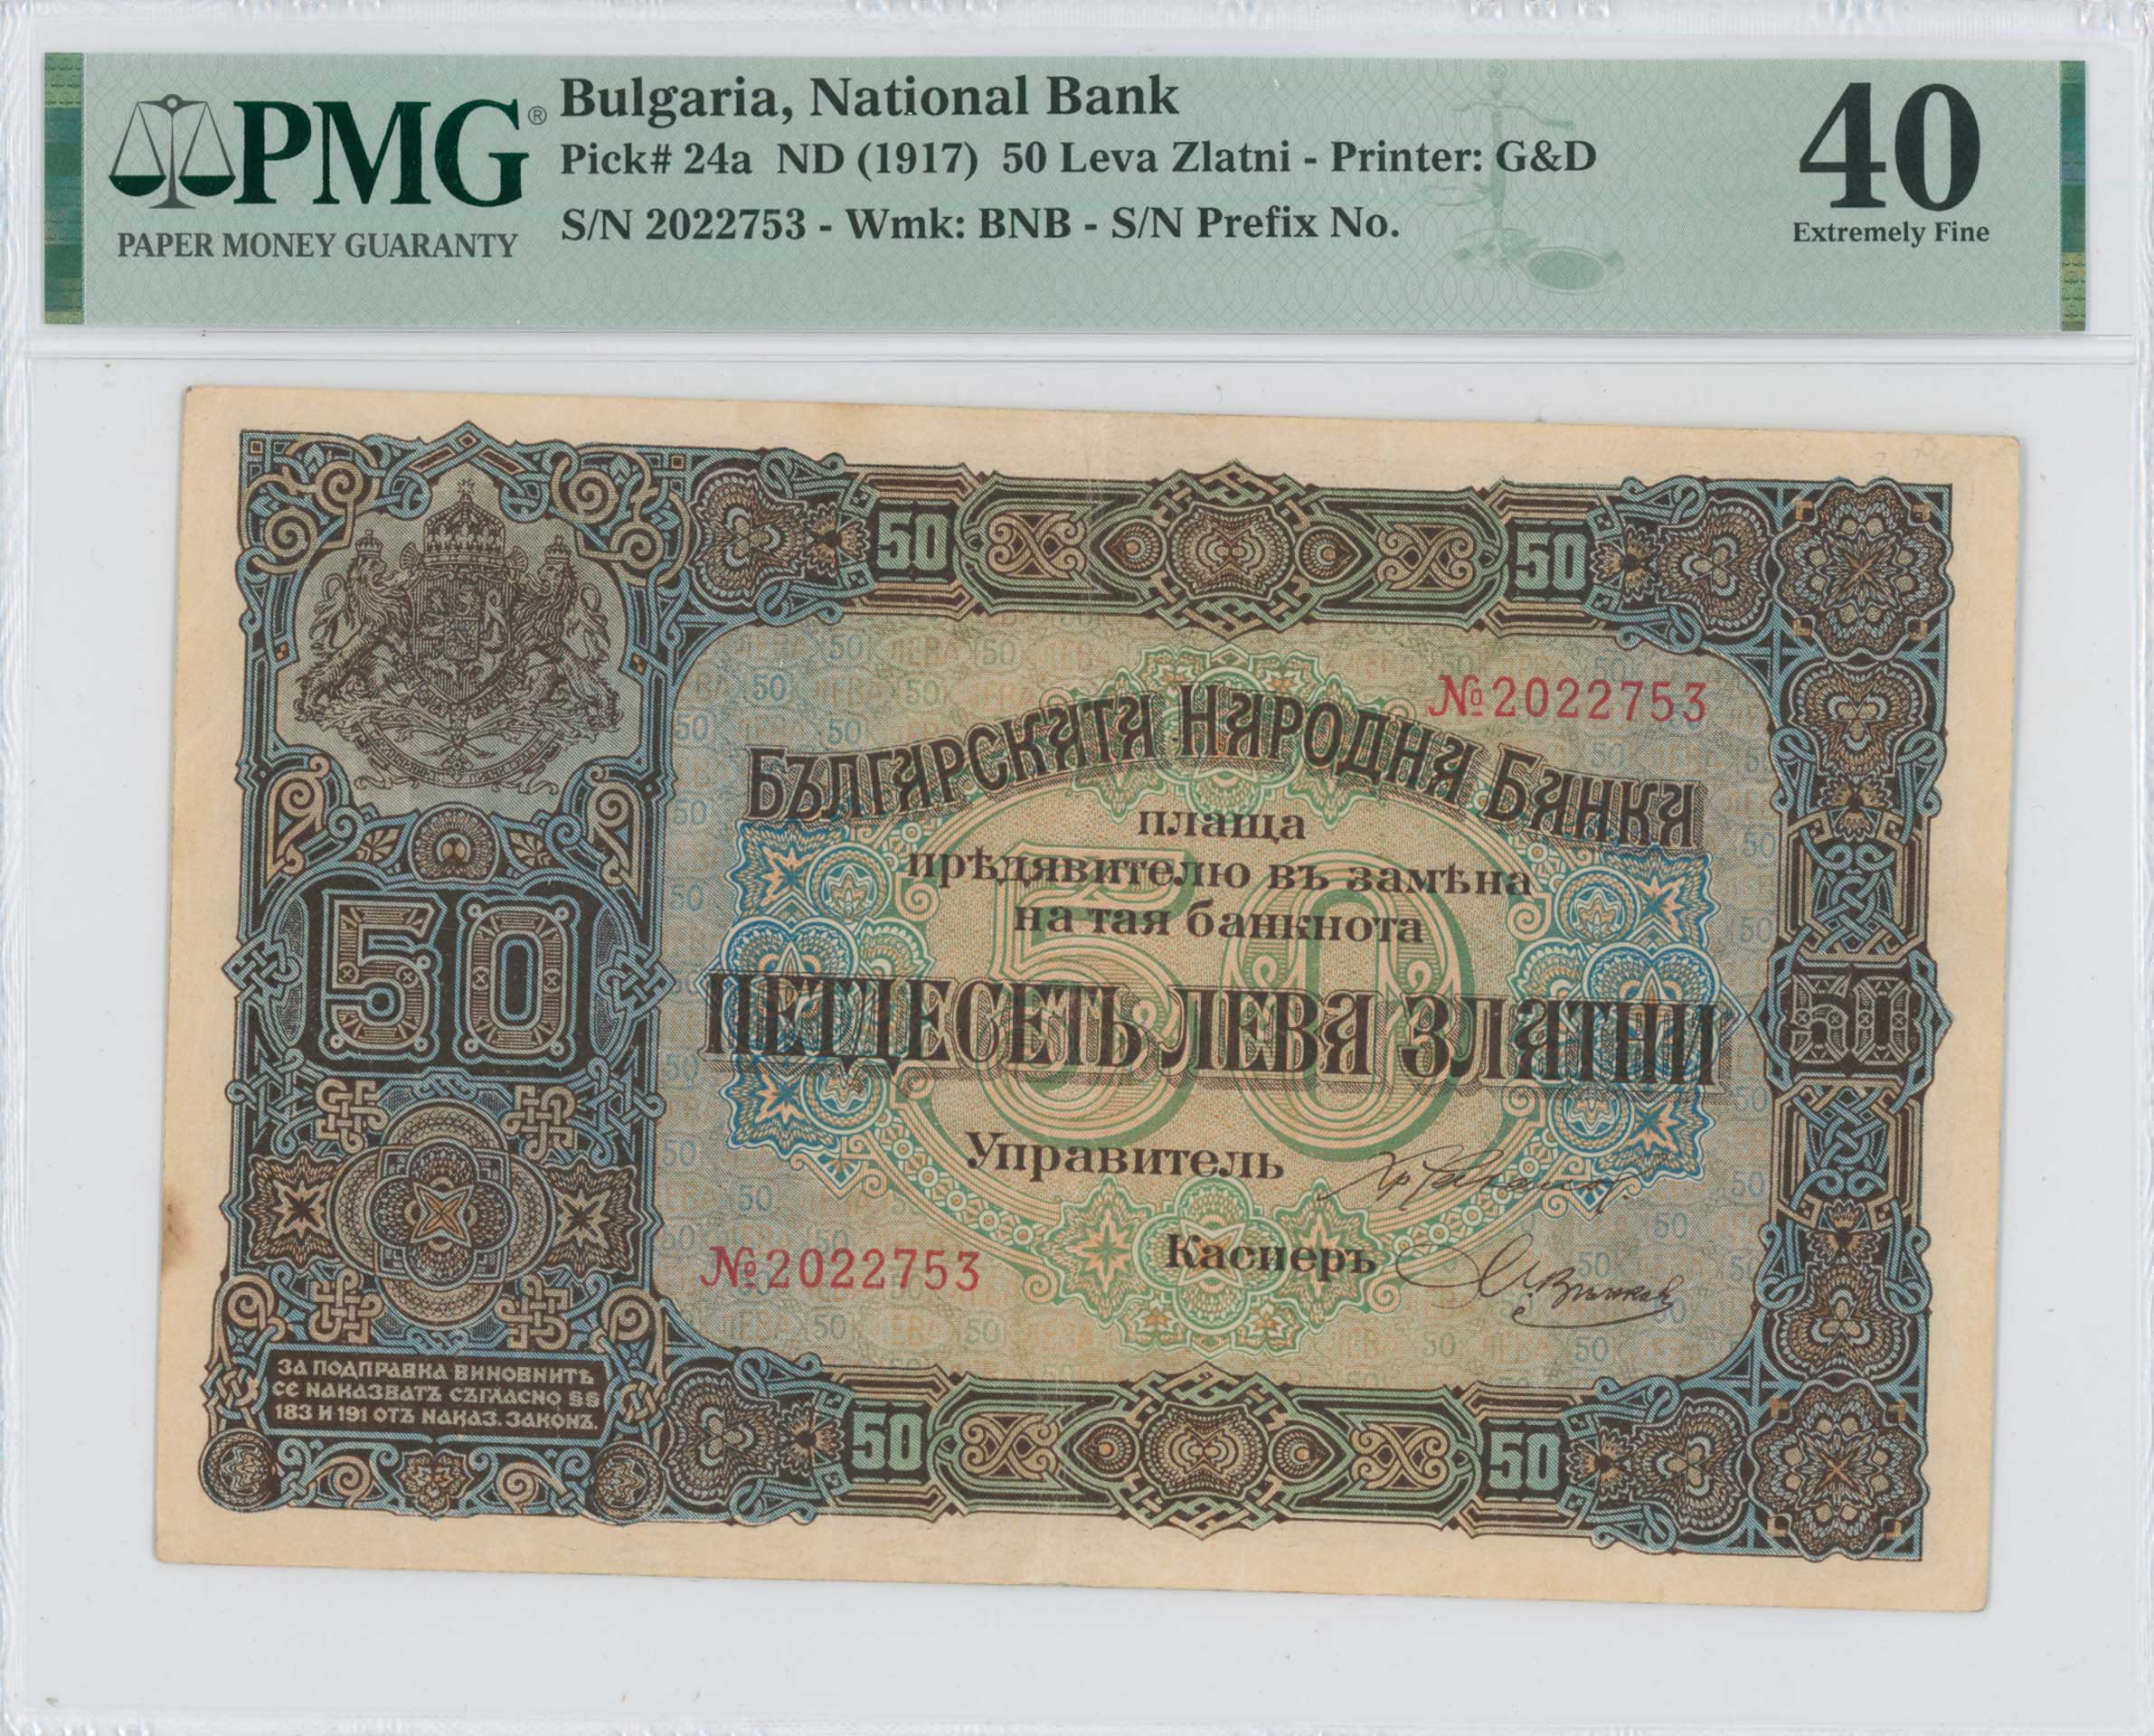 PMG®
PAPER MONEY GUARANTY
Bulgaria, National Bank
Pick# 24a ND (1917) 50 Leva Zlatni - Printer: G&D
S/N 2022753 - Wmk: BNB - S/N Prefix No.
40
Extremely Fine
50
50
№2022753
БЪЛГАРСКАТА НАРОДНА БАНКА
плаща
прѣдявителю въ замѣна
на тая банкнота
50
50
ПЕТДЕСЕТЬ ЛЕВА ЗЛАТНИ
50
Управитель
Касиеръ
№2022753
ЗА ПОДПРАВКА ВИНОВНИТѢ
СЕ НАКАЗВАТЪ СЪГЛАСНО §§
183 И 191 ОТЪ НАКАЗ. ЗАКОНЪ.
50
50